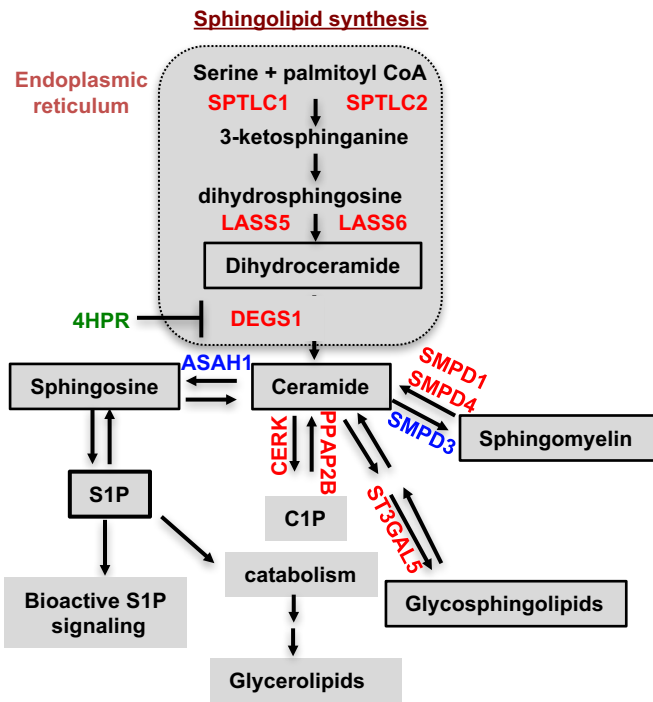 Sphingolipid synthesis
Endoplasmic
reticulum
Serine + palmitoyl CoA
SPTLC1 SPTLC2
3-ketosphinganine
dihydrosphingosine
LASS5 LASS6
Dihydroceramide
4HPR DEGS1
ASAH1
Sphingosine
Ceramide
SMPD1
SMPD4
SMPD3
Sphingomyelin
CERK
PPAP2B
ST3GAL5
S1P
C1P
Bioactive S1P
signaling
catabolism
Glycosphingolipids
Glycerolipids